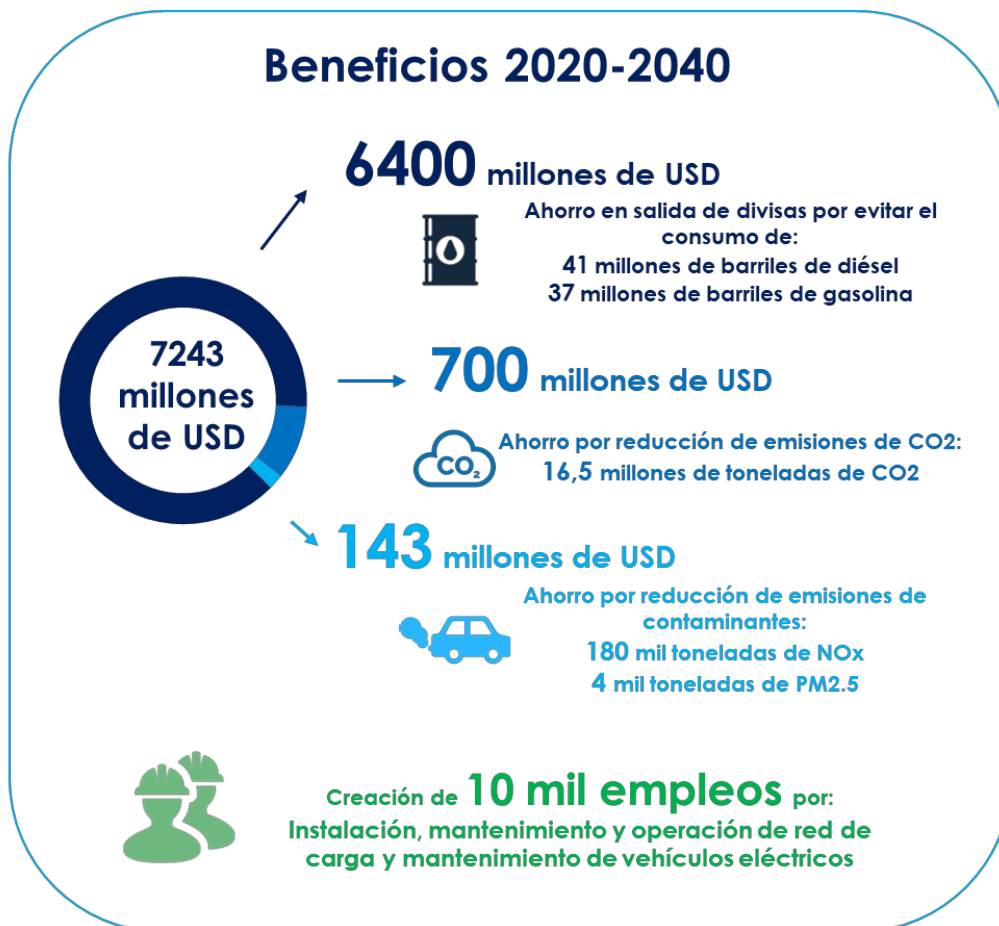 Beneficios 2020-2040
6400 millones de USD
Ahorro en salida de divisas por evitar el
consumo de:
41 millones de barriles de diésel
37 millones de barriles de gasolina
7243
millones
de USD
700 millones de USD
CO₂
Ahorro por reducción de emisiones de CO2:
16,5 millones de toneladas de CO2
143 millones de USD
Ahorro por reducción de emisiones de
contaminantes:
180 mil toneladas de NOx
4 mil toneladas de PM2.5
Creación de 10 mil empleos por:
Instalación, mantenimiento y operación de red de
carga y mantenimiento de vehículos eléctricos